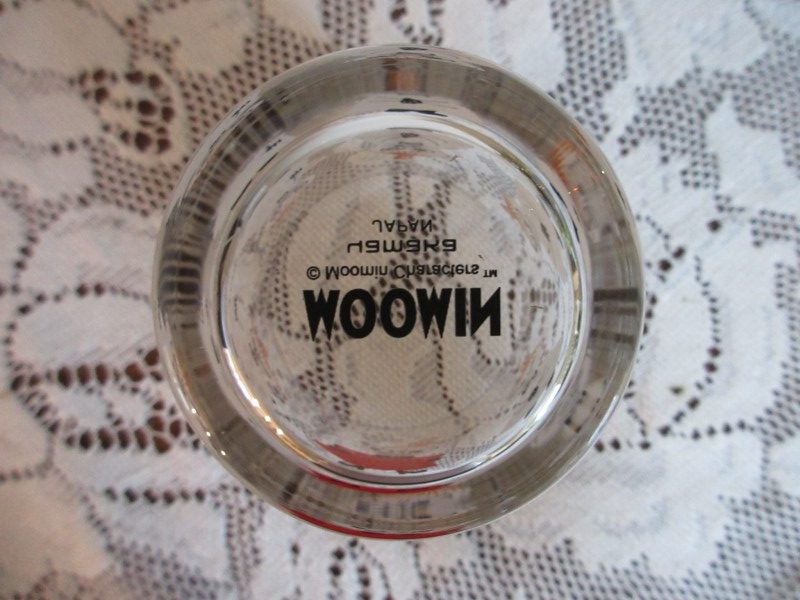 MOOMIN
© Moomin Characters ™
yamaka
JAPAN